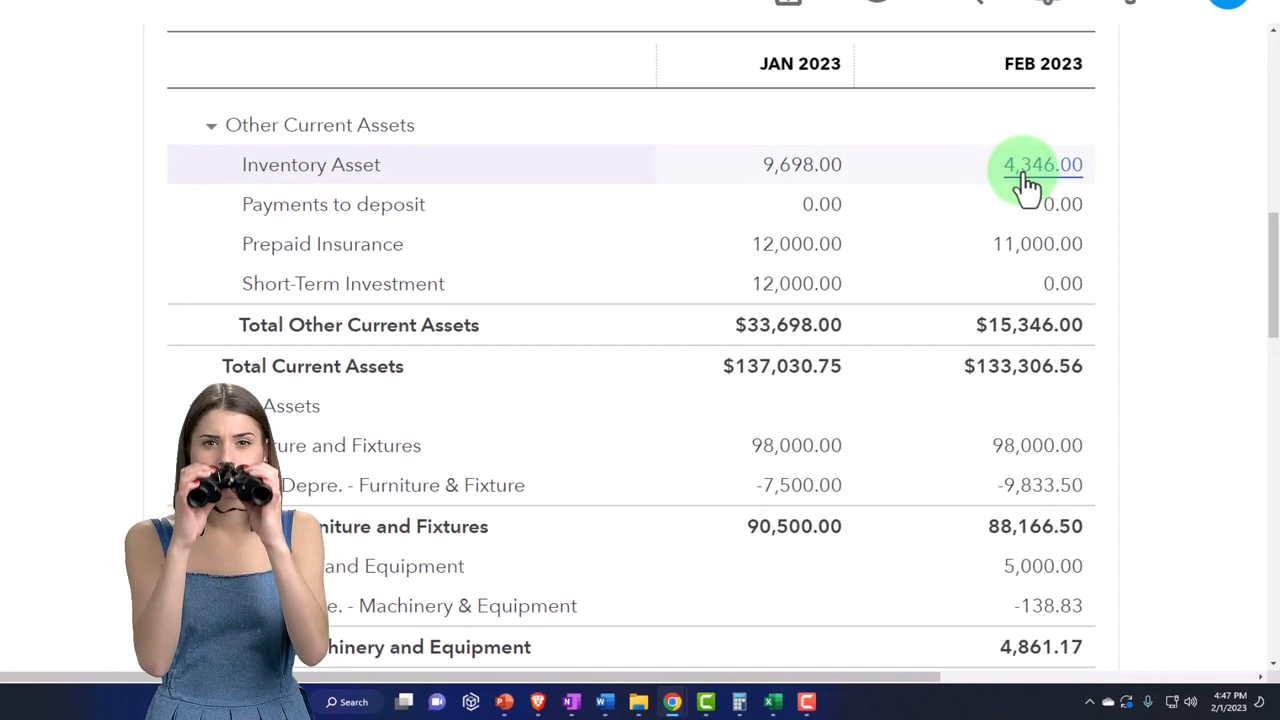 JAN 2023 FEB 2023
Other Current Assets
Inventory Asset 9,698.00 4,346.00
Payments to deposit 0.00 0.00
Prepaid Insurance 12,000.00 11,000.00
Short-Term Investment 12,000.00 0.00
Total Other Current Assets $33,698.00 $15,346.00
Total Current Assets $137,030.75 $133,306.56
Assets
and Fixtures 98,000.00 98,000.00
Depre. - Furniture & Fixture -7,500.00 -9,833.50
and Fixtures 90,500.00 88,166.50
and Equipment 5,000.00
- Machinery & Equipment -138.83
and Equipment 4,861.17
Search
4:47 PM
2/1/2023